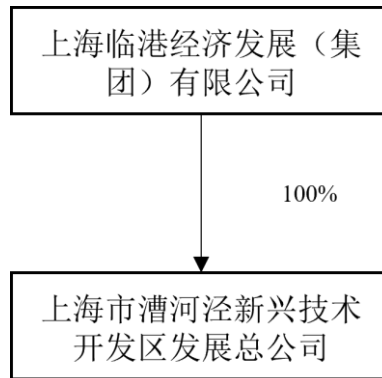 上海临港经济发展（集
团）有限公司
100%
上海市漕河泾新兴技术
开发区发展总公司